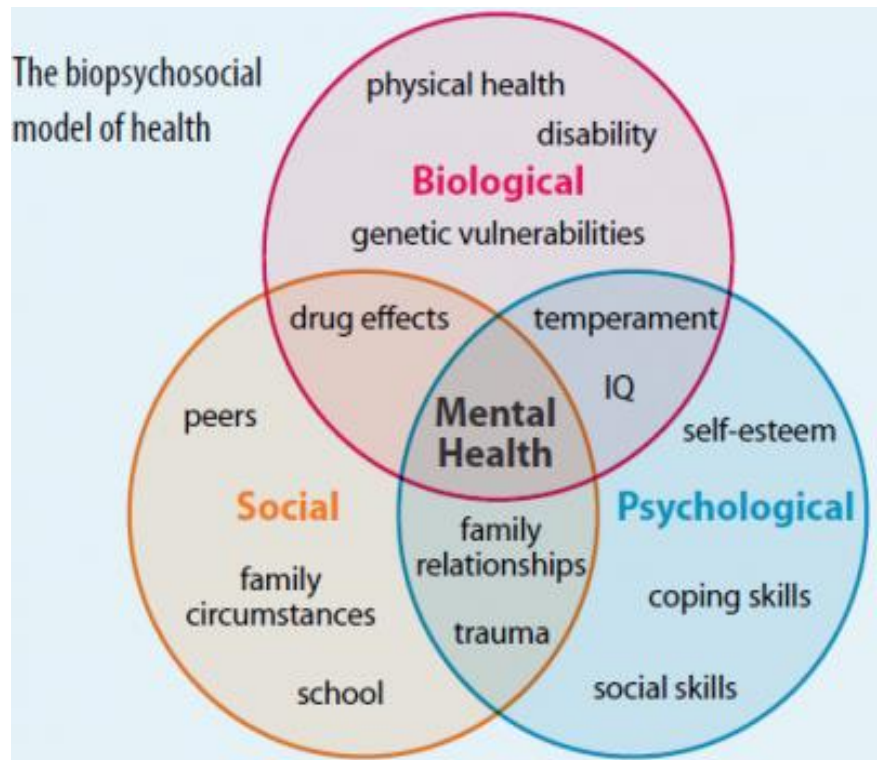 The biopsychosocial
model of health
physical health
disability
Biological
genetic vulnerabilities
drug effects
temperament
IQ
peers
Mental
Health
self-esteem
Social
Psychological
family
relationships
family
circumstances
coping skills
trauma
school
social skills